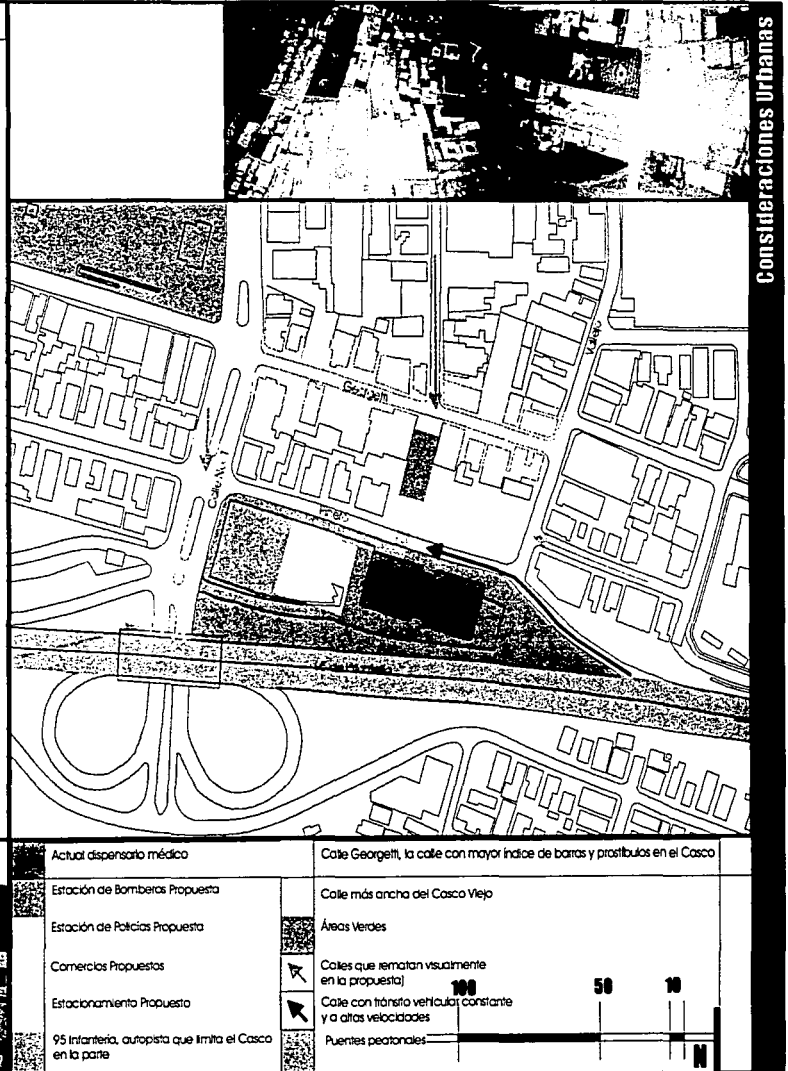 Consideraciones Urbanas
Georgetti
Vallejo
Actual dispensario médico
Estación de Bomberos Propuesta
Estación de Policías Propuesta
Comercios Propuestos
Estacionamiento Propuesto
95 Infantería, autopista que limita el Casco
en la parte
Calle Georgetti, la calle con mayor índice de barras y prostíbulos en el Casco
Calle más ancha del Casco Viejo
Áreas Verdes
Calles que rematan visualmente
en la propuesta)
Calle con tránsito vehicular constante
y a altas velocidades
Puentes peatonales
100 50 10
N